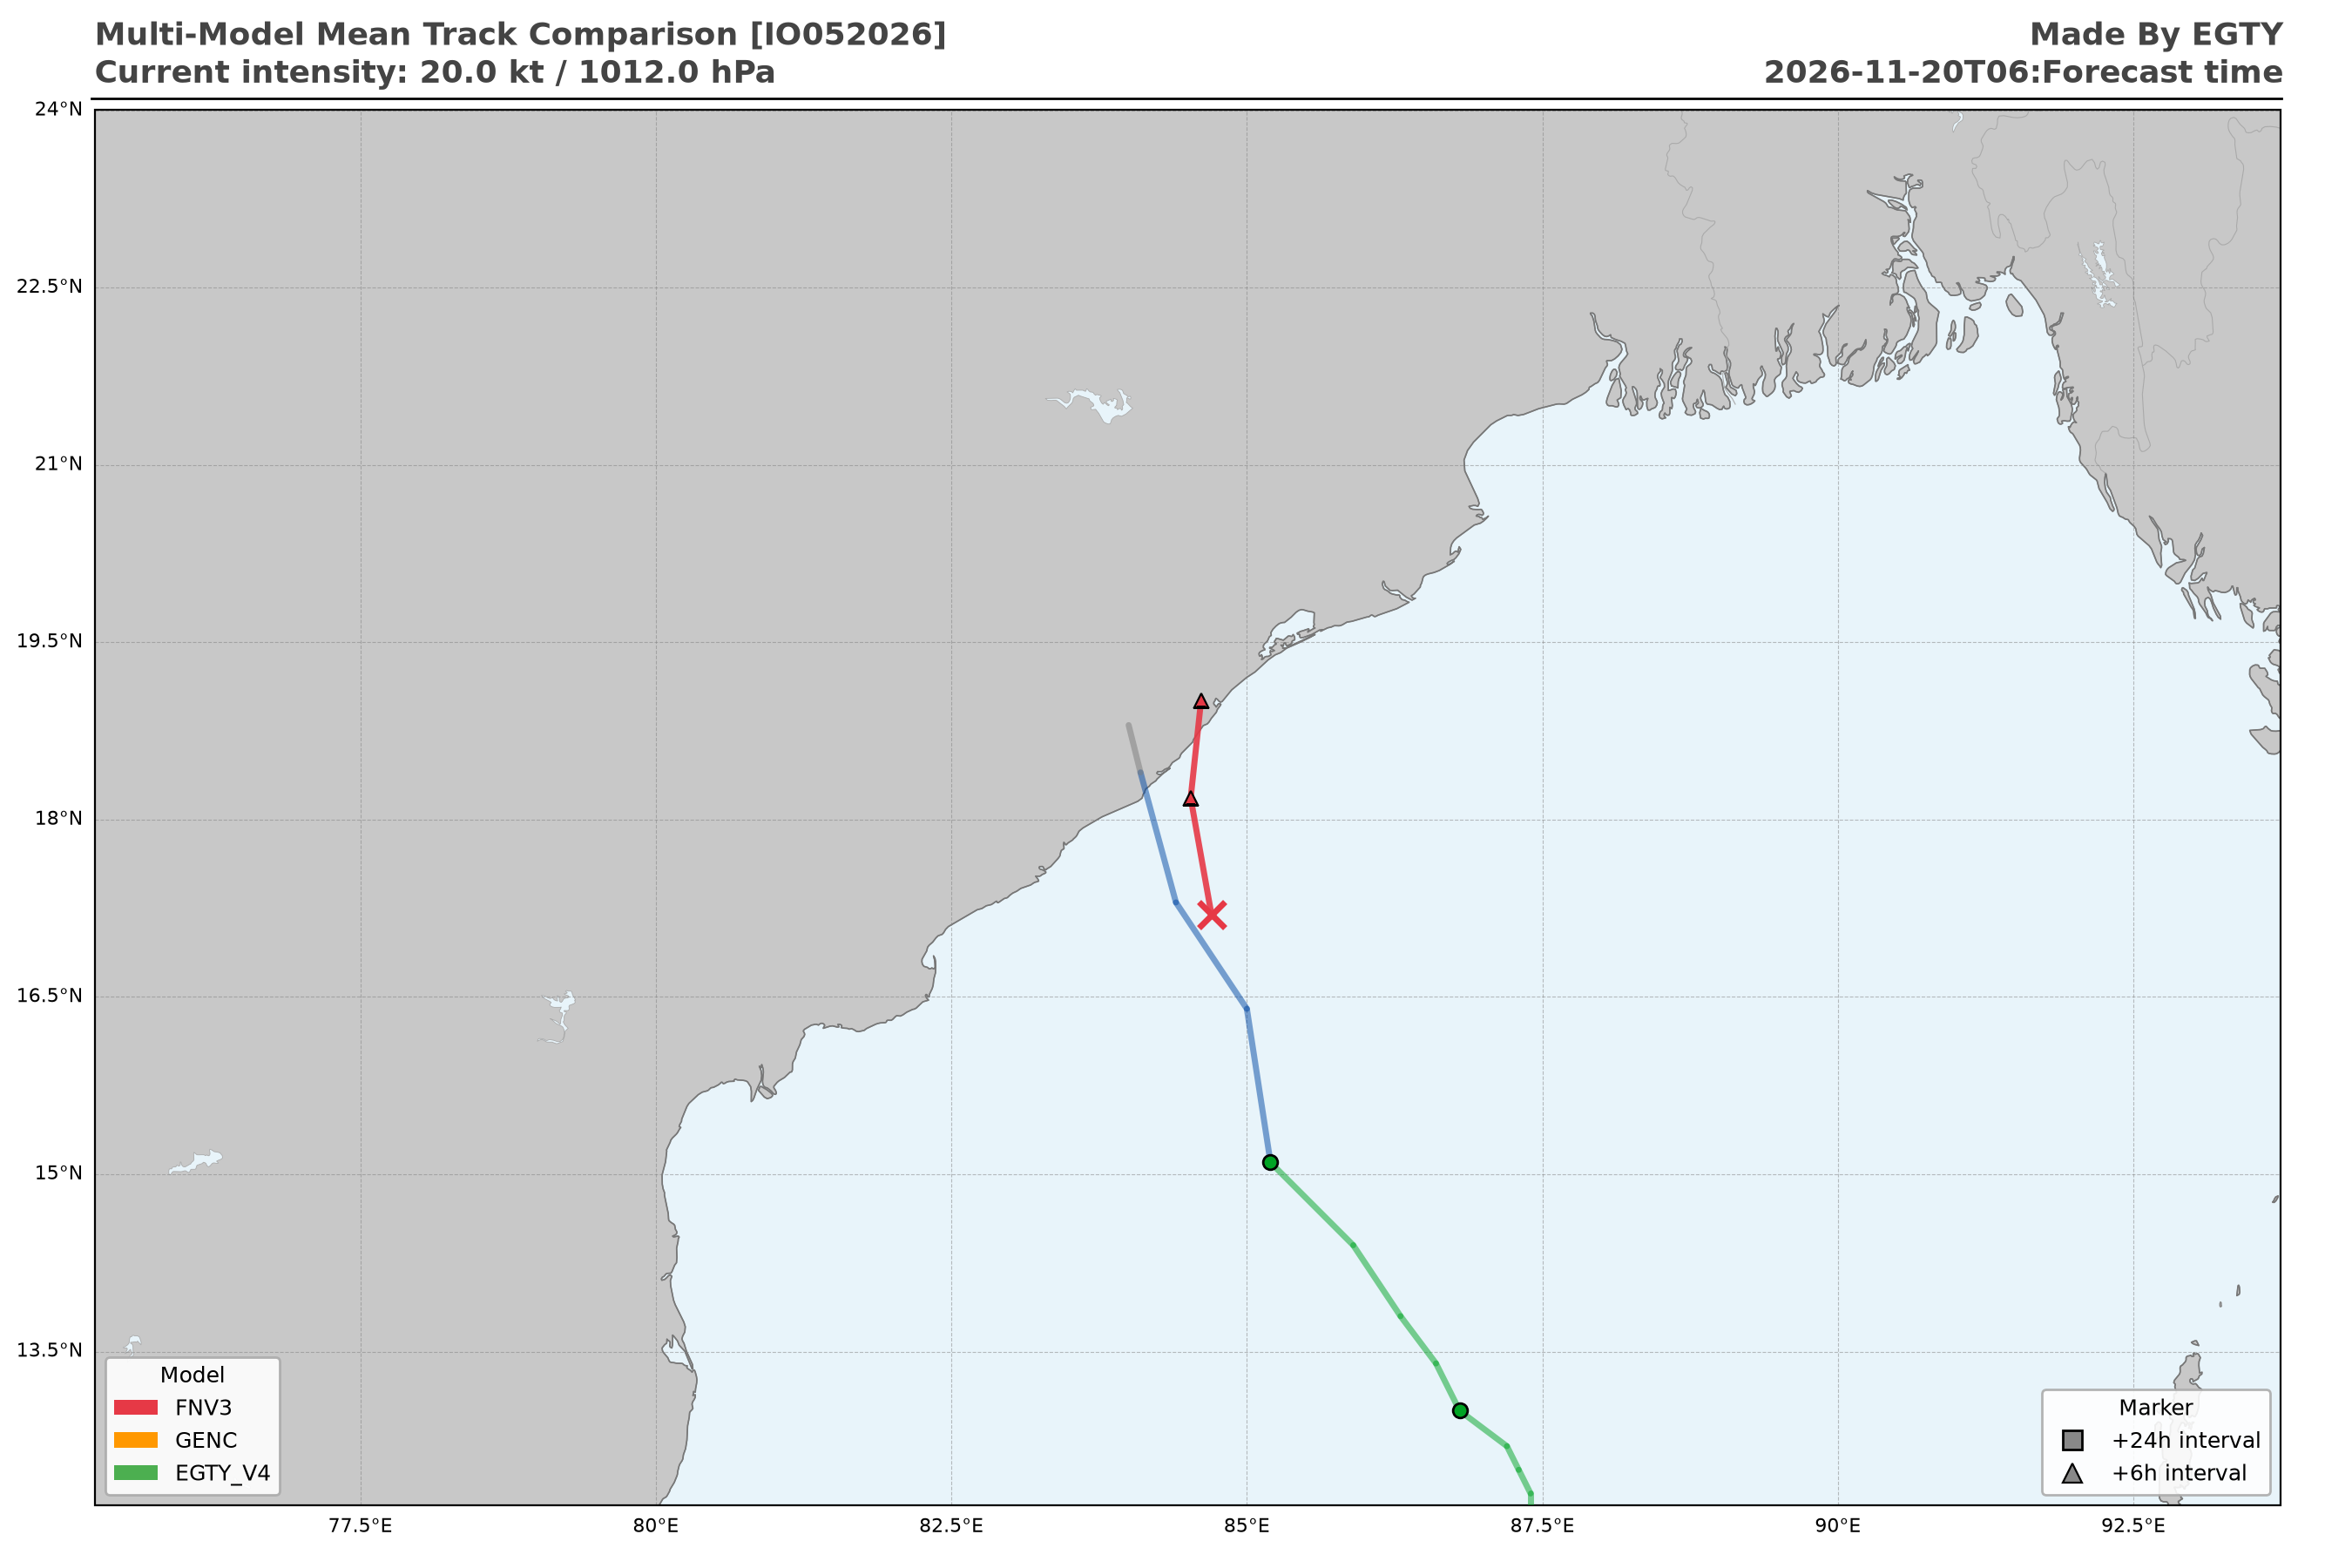 Multi-Model Mean Track Comparison [IO052026]
Current intensity: 20.0 kt / 1012.0 hPa
Made By EGTY
2026-11-20T06:Forecast time
24°N
22.5°N
21°N
19.5°N
18°N
16.5°N
15°N
13.5°N
77.5°E
80°E
82.5°E
85°E
87.5°E
90°E
92.5°E
Model
FNV3
GENC
EGTY_V4
Marker
+24h interval
+6h interval